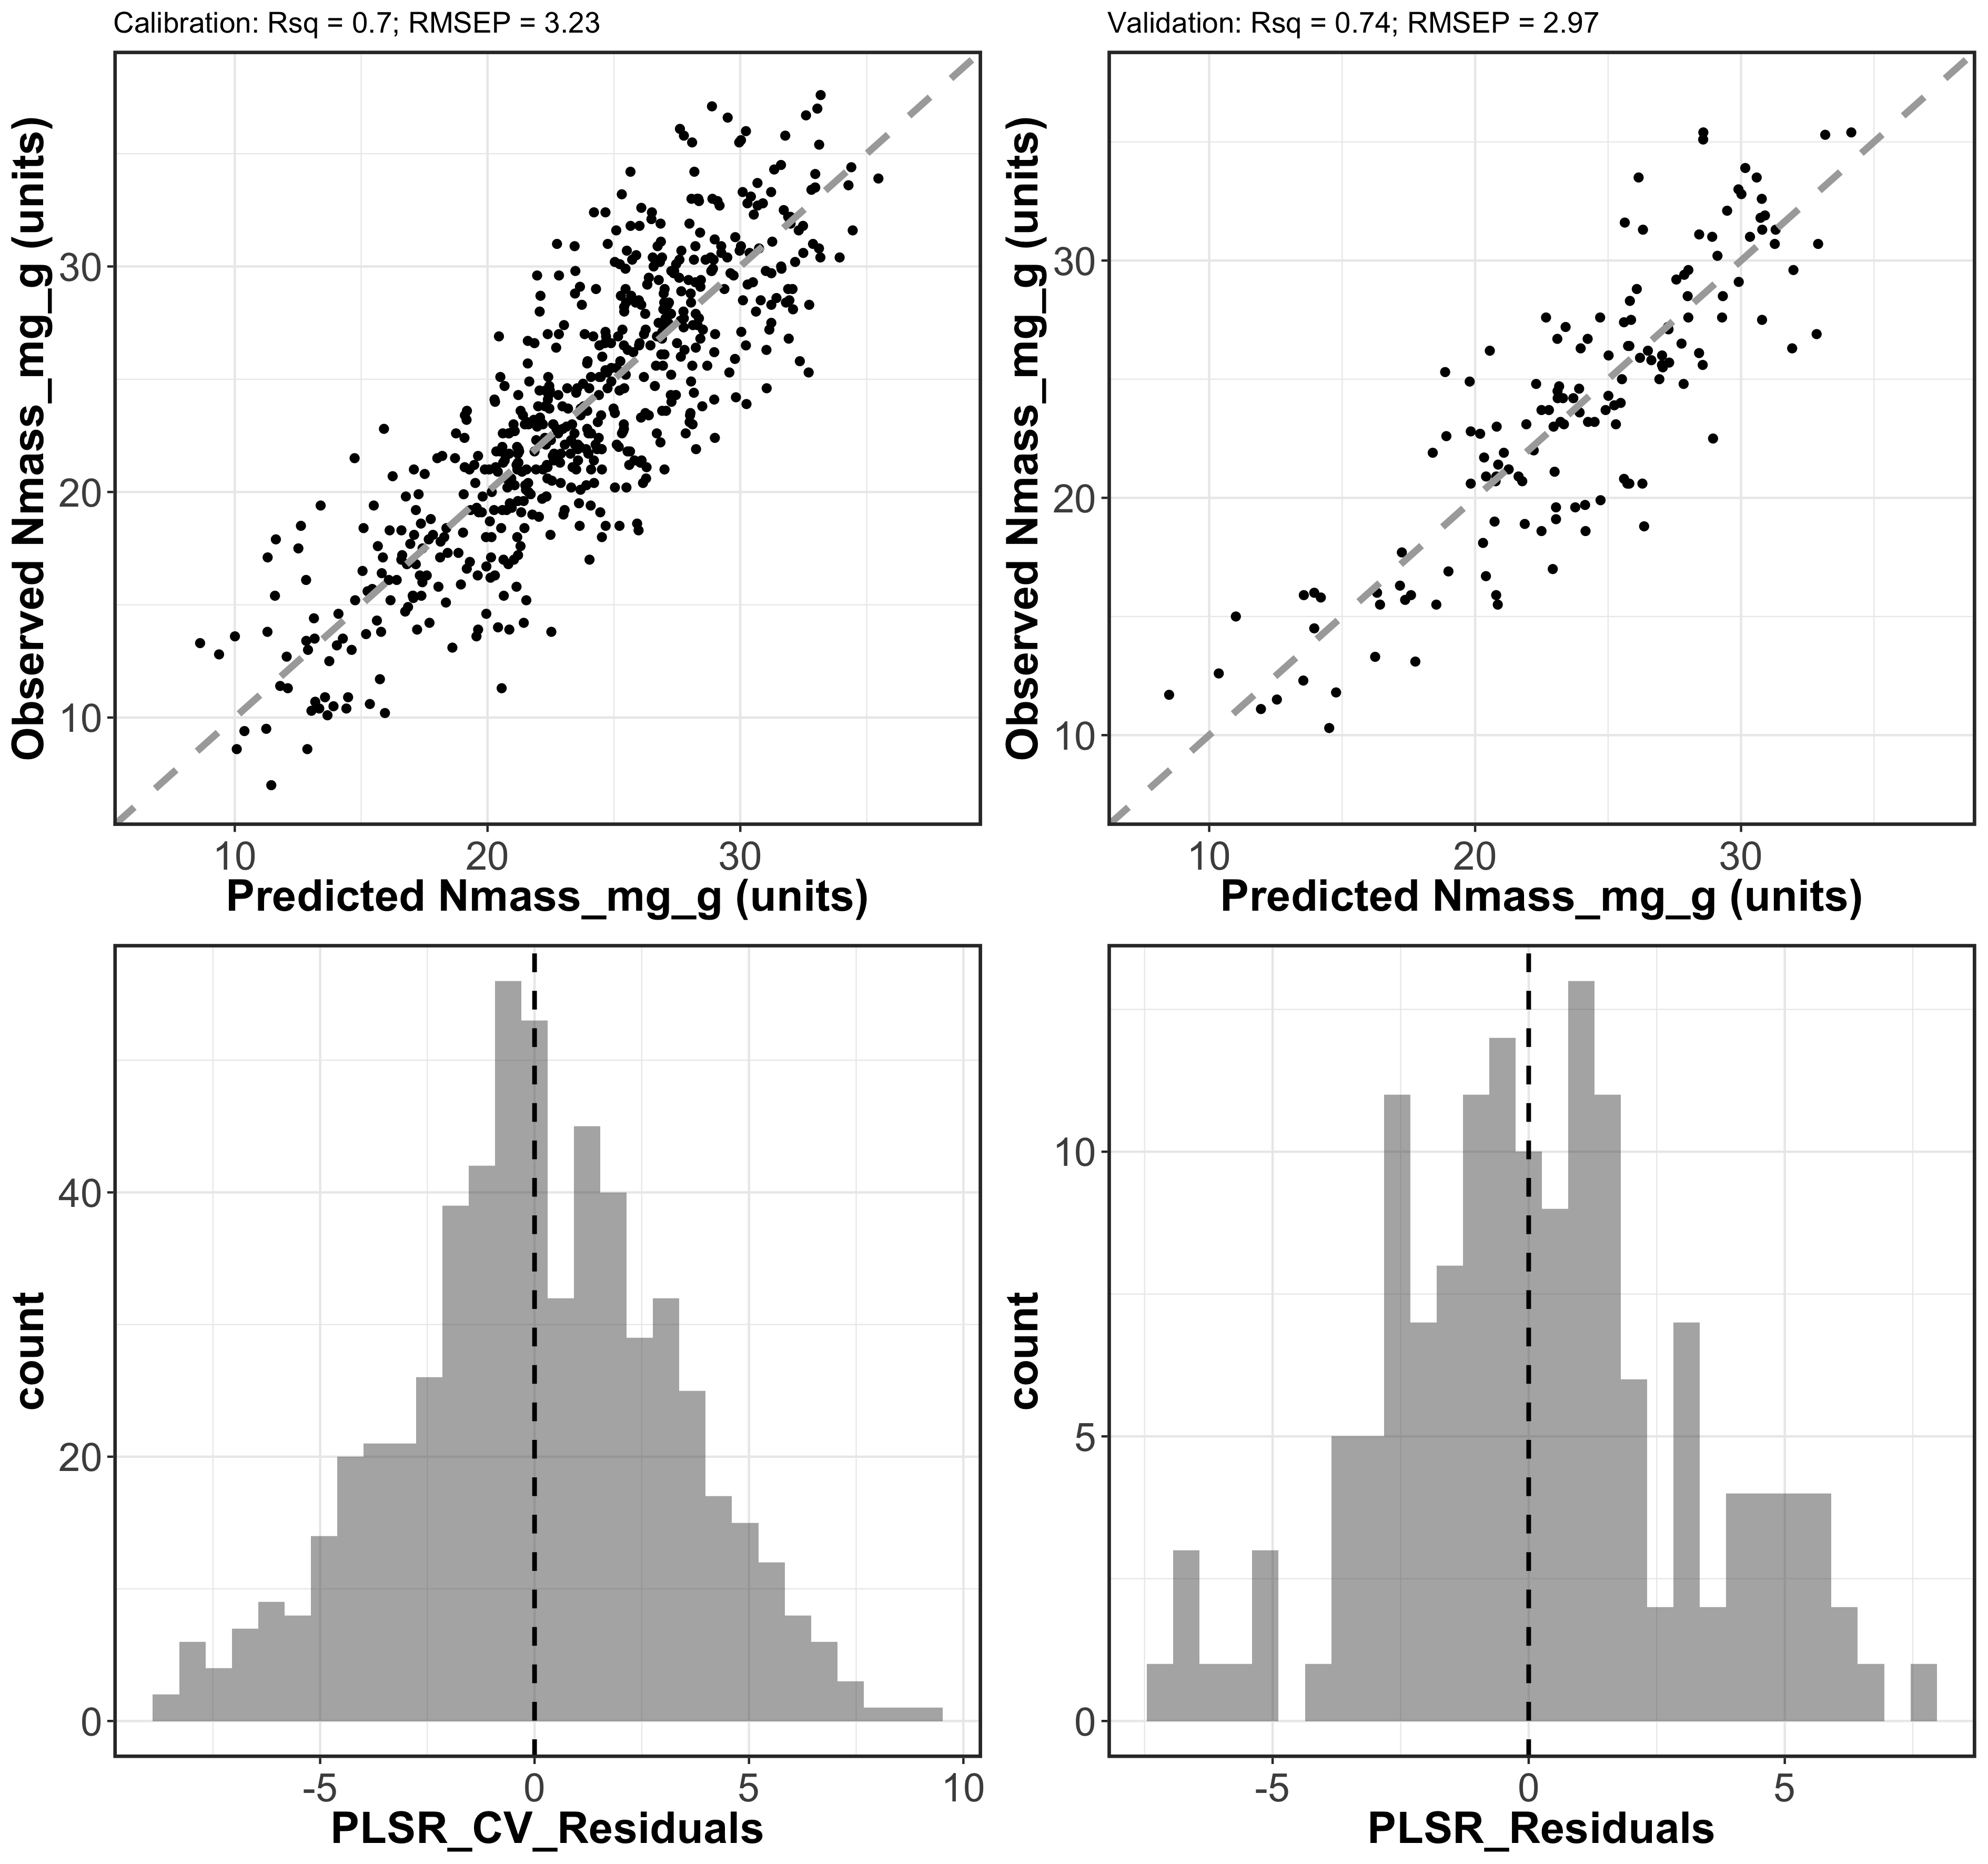 Calibration: Rsq = 0.7; RMSEP = 3.23
Observed Nmass_mg_g (units)
30
20
10
10 20 30
Predicted Nmass_mg_g (units)
Validation: Rsq = 0.74; RMSEP = 2.97
Observed Nmass_mg_g (units)
30
20
10
10 20 30
Predicted Nmass_mg_g (units)
count
40
20
0
-5 0 5 10
PLSR_CV_Residuals
count
10
5
0
-5 0 5
PLSR_Residuals